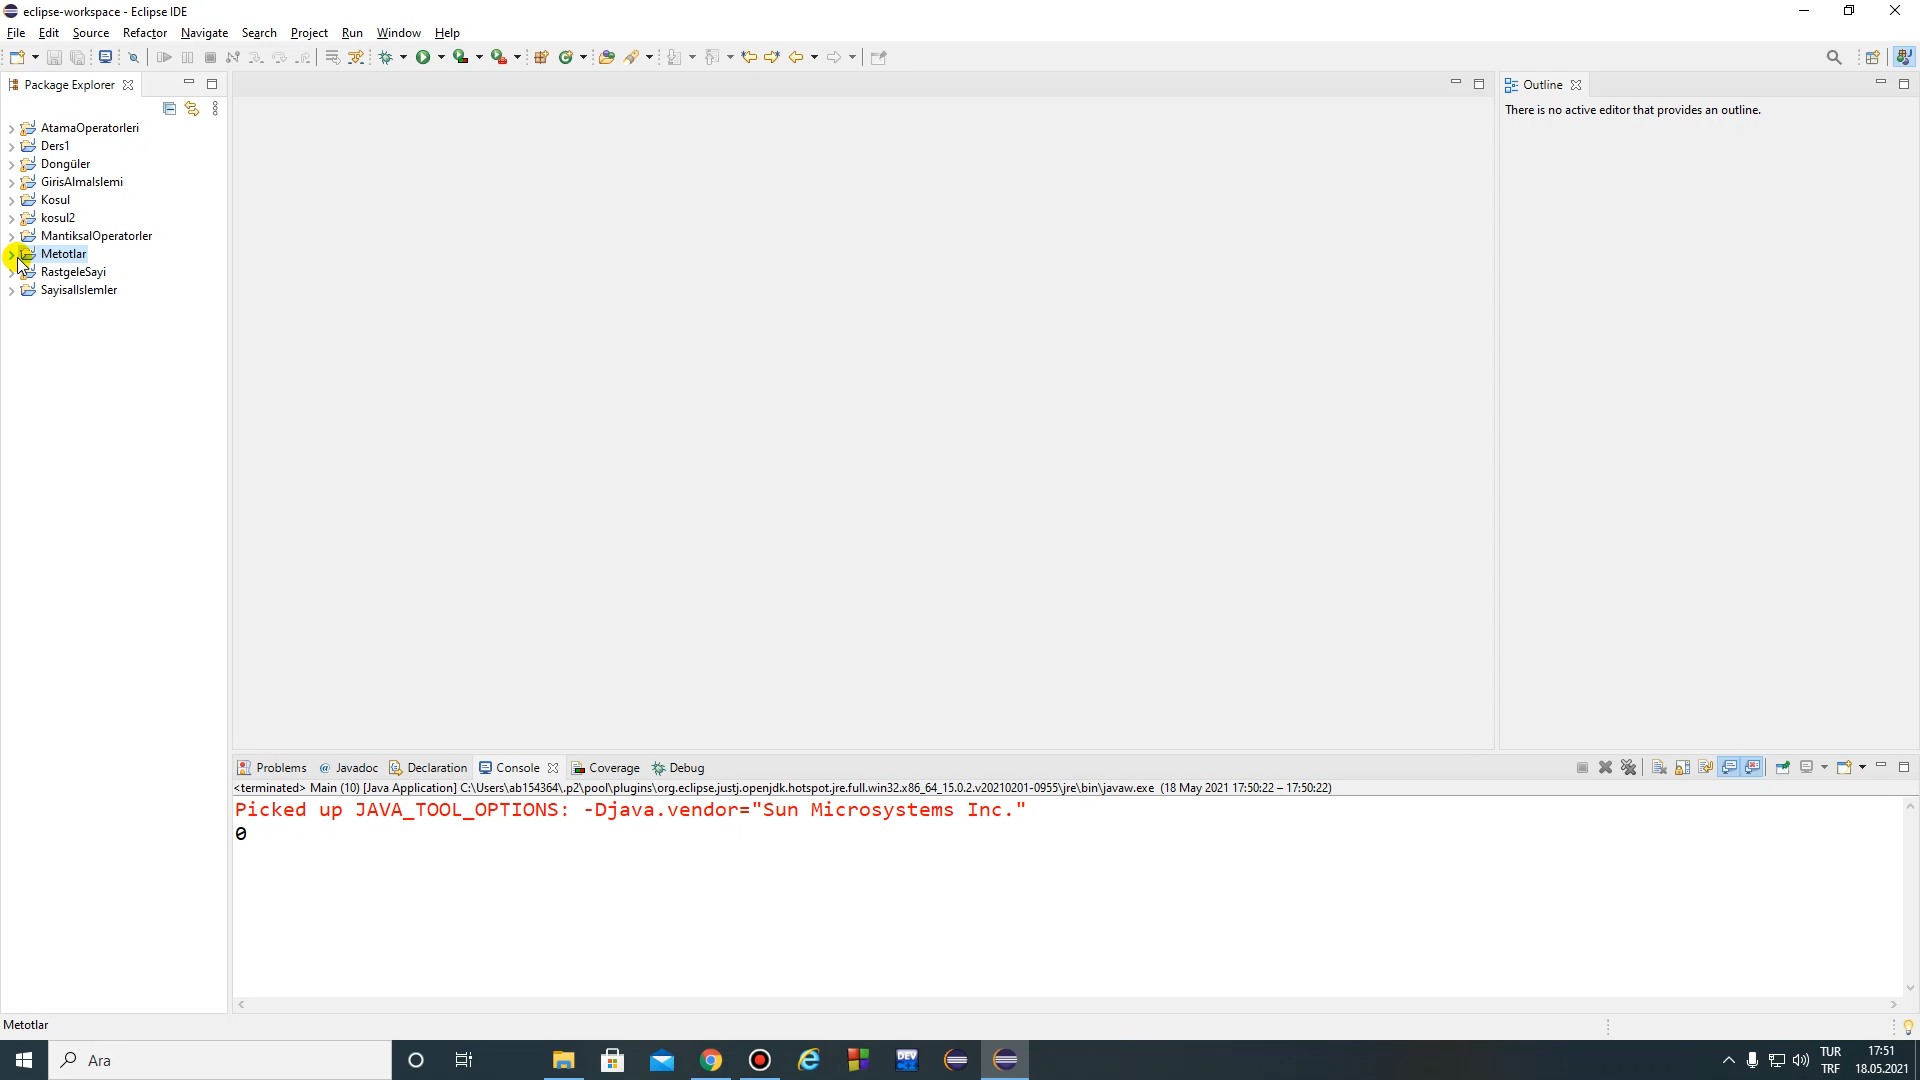 eclipse-workspace - Eclipse IDE
File Edit Source Refactor Navigate Search Project Run Window Help
Package Explorer
Outline
There is no active editor that provides an outline.
AtamaOperatorleri
Ders1
Dongüler
GirisAlmaIslemi
Kosul
kosul2
MantiksalOperatorler
Metotlar
RastgeleSayi
SayisalIslemler
Problems @ Javadoc Declaration Console Coverage Debug
<terminated> Main (10) [Java Application] C:\Users\ab154364\.p2\pool\plugins\org.eclipse.justj.openjdk.hotspot.jre.full.win32.x86_64_15.0.2.v20210201-0955\jre\bin\javaw.exe (18 May 2021 17:50:22 – 17:50:22)
Picked up JAVA_TOOL_OPTIONS: -Djava.vendor="Sun Microsystems Inc."
0
Metotlar
Ara
DEV
TUR
TRF
17:51
18.05.2021